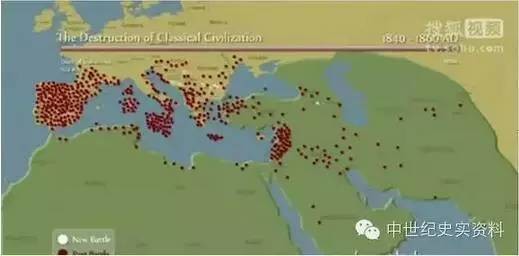 搜狐视频
The Destruction of Classical Civilization 1840 - 1860 AD
tv.sohu.com
New Battle
Past Battle
中世纪史实资料